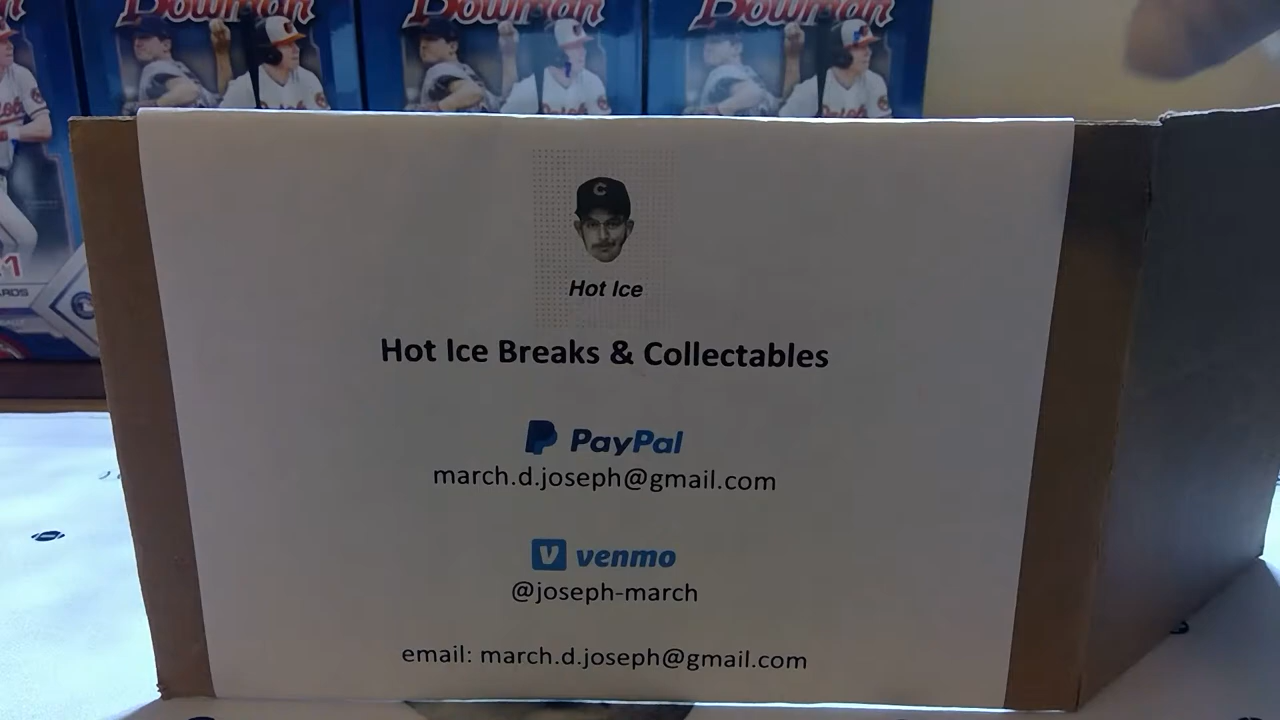 Bowman Bowman Bowman
C
Hot Ice
Hot Ice Breaks & Collectables
PayPal
march.d.joseph@gmail.com
V venmo
@joseph-march
email: march.d.joseph@gmail.com